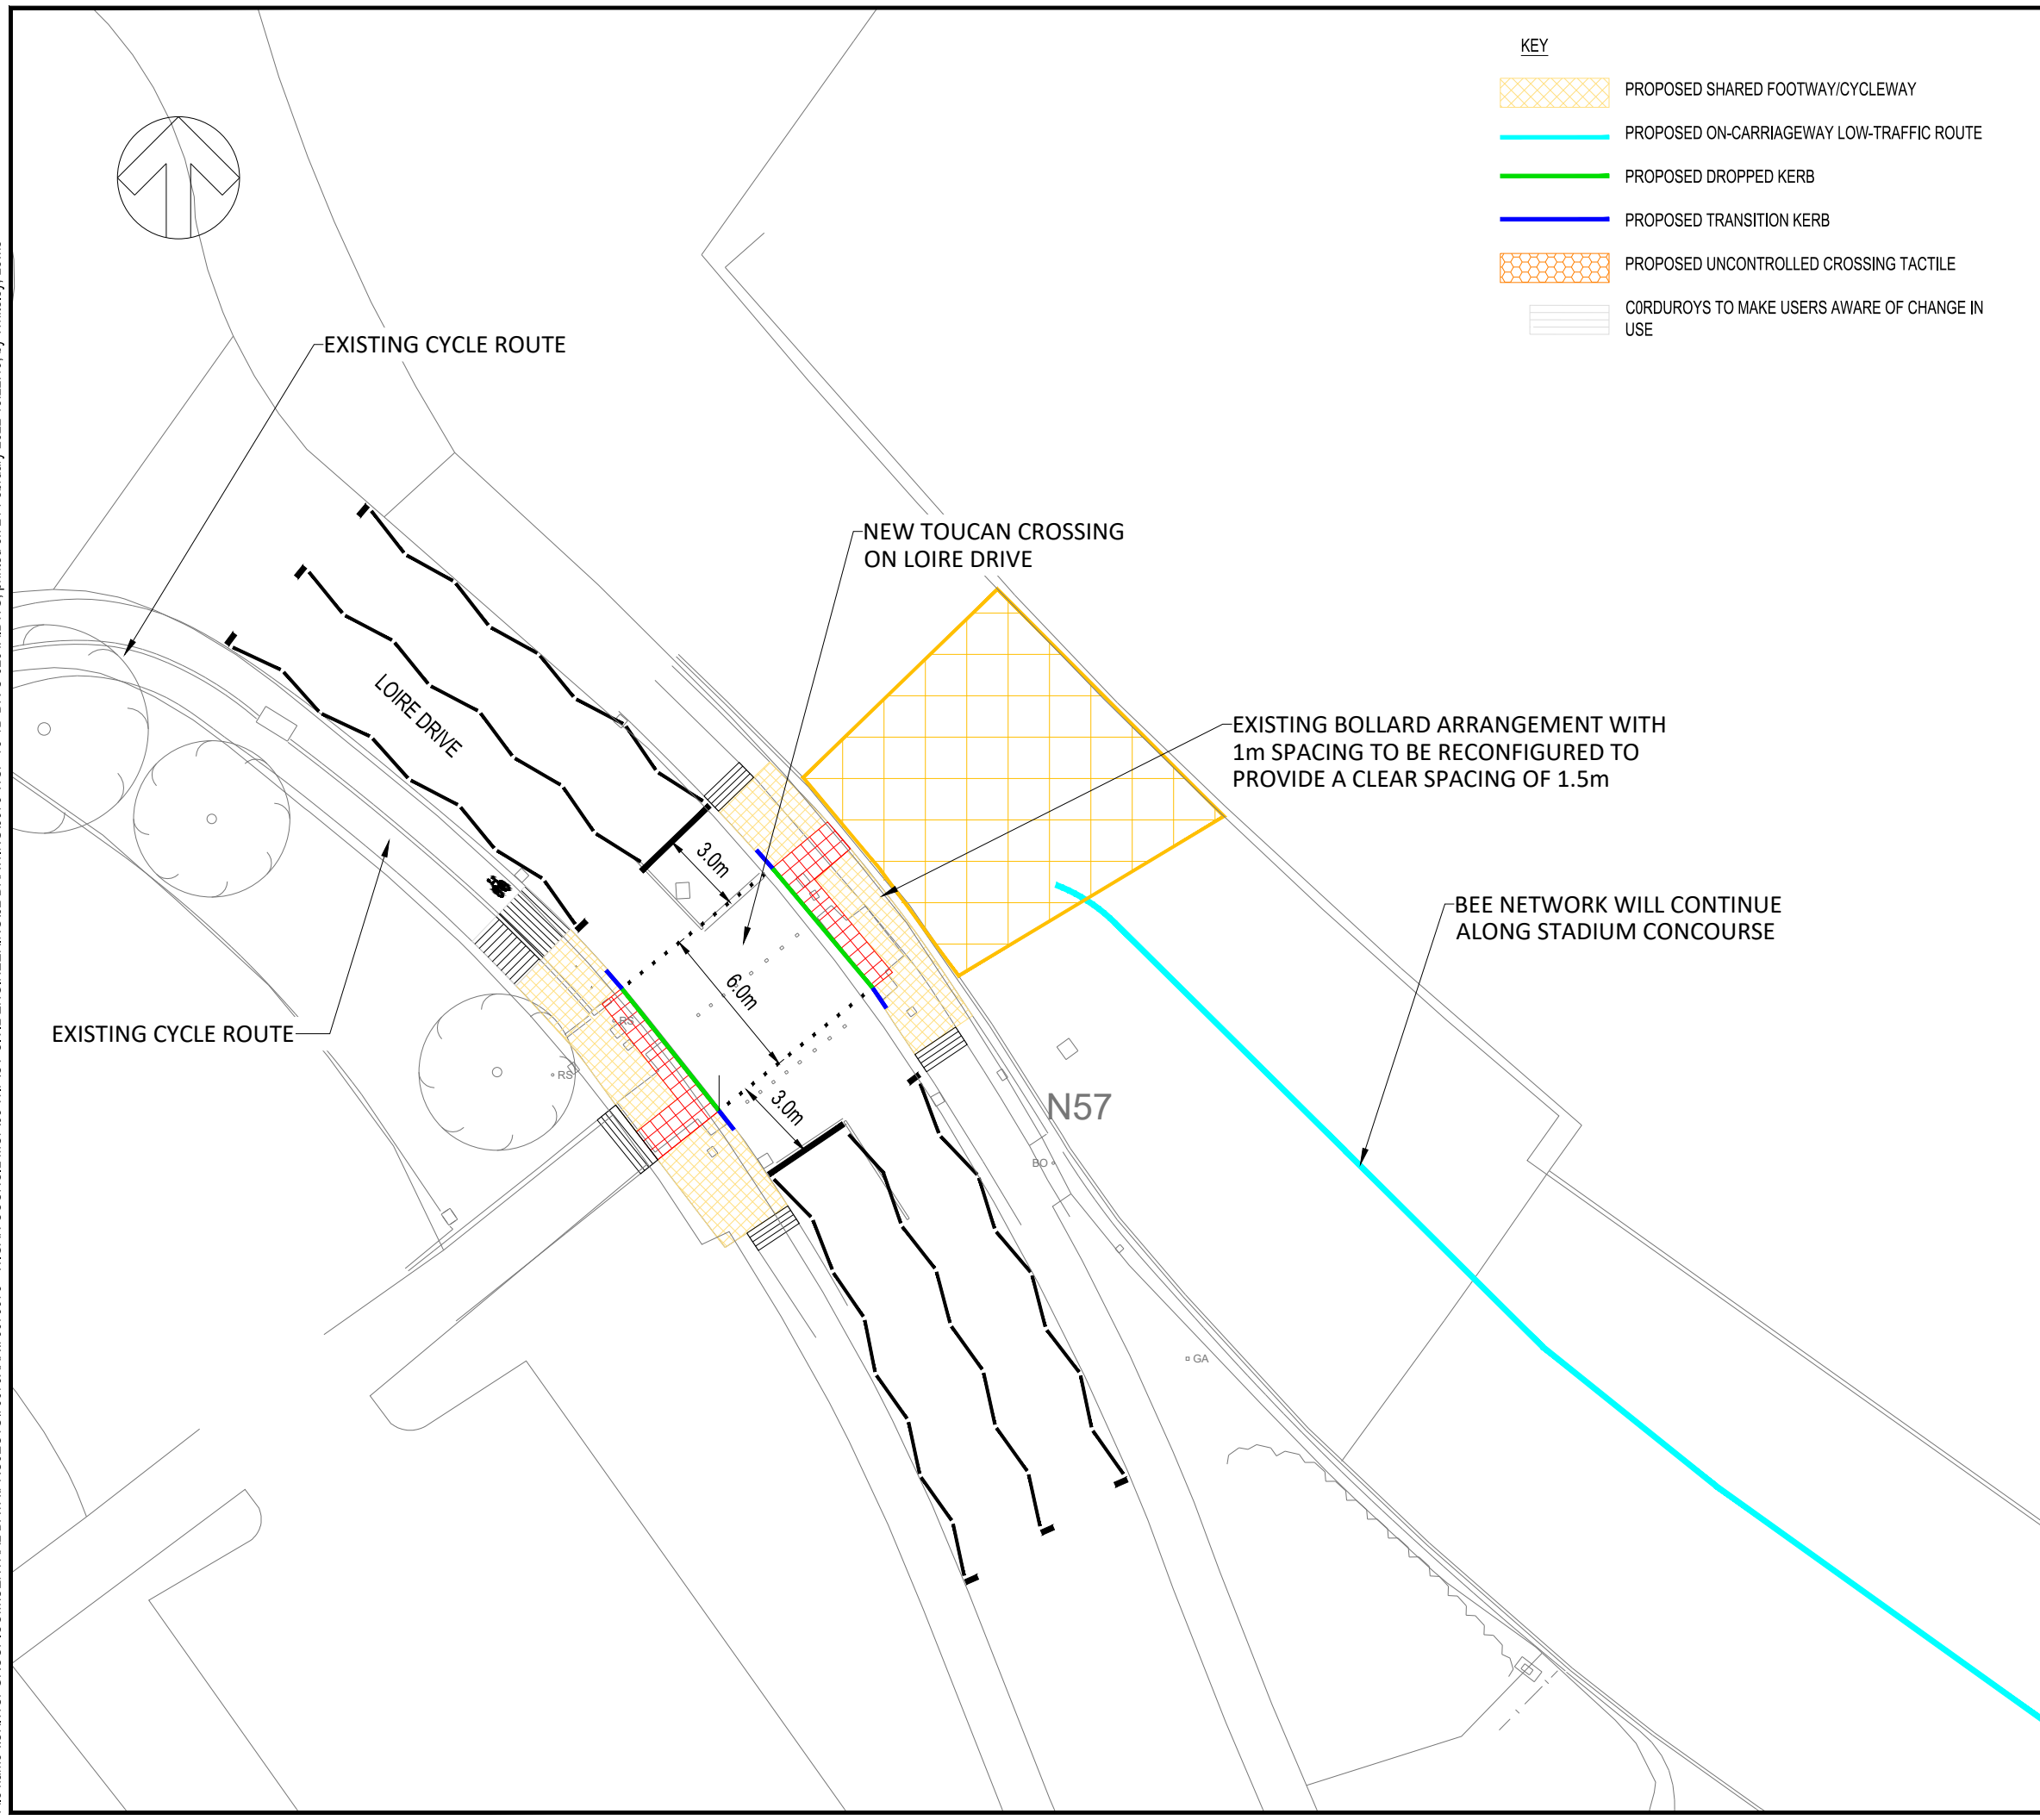 KEY
PROPOSED SHARED FOOTWAY/CYCLEWAY
PROPOSED ON-CARRIAGEWAY LOW-TRAFFIC ROUTE
PROPOSED DROPPED KERB
PROPOSED TRANSITION KERB
PROPOSED UNCONTROLLED CROSSING TACTILE
C0RDUROYS TO MAKE USERS AWARE OF CHANGE IN
USE
EXISTING CYCLE ROUTE
NEW TOUCAN CROSSING
ON LOIRE DRIVE
LOIRE DRIVE
EXISTING BOLLARD ARRANGEMENT WITH
1m SPACING TO BE RECONFIGURED TO
PROVIDE A CLEAR SPACING OF 1.5m
3.0m
BEE NETWORK WILL CONTINUE
ALONG STADIUM CONCOURSE
6.0m
EXISTING CYCLE ROUTE
RS
RS
3.0m
N57
BO
GA